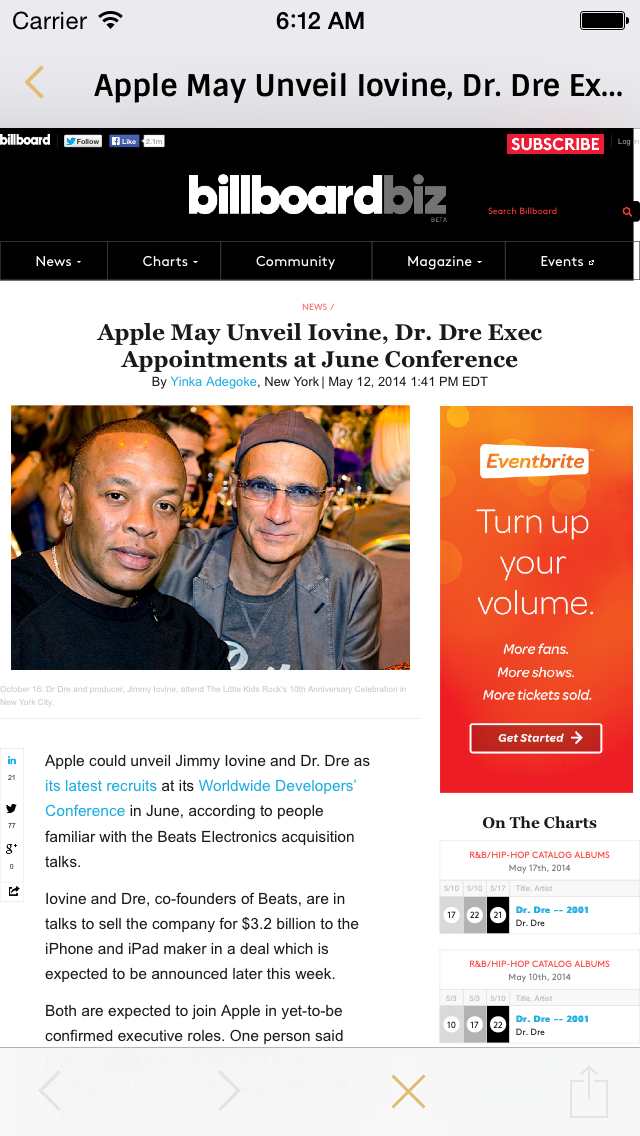 Carrier 6:12 AM
Apple May Unveil Iovine, Dr. Dre Ex...
billboard Follow Like 2.1m SUBSCRIBE Log In
billboardbiz
BETA
Search Billboard
News Charts Community Magazine Events
NEWS /
Apple May Unveil Iovine, Dr. Dre Exec
Appointments at June Conference
By Yinka Adegoke, New York | May 12, 2014 1:41 PM EDT
October 16: Dr Dre and producer, Jimmy Iovine, attend The Little Kids Rock's 10th Anniversary Celebration in
New York City.
in
21
77
g+
0
Apple could unveil Jimmy Iovine and Dr. Dre as
its latest recruits at its Worldwide Developers'
Conference in June, according to people
familiar with the Beats Electronics acquisition
talks.
Iovine and Dre, co-founders of Beats, are in
talks to sell the company for $3.2 billion to the
iPhone and iPad maker in a deal which is
expected to be announced later this week.
Both are expected to join Apple in yet-to-be
confirmed executive roles. One person said
Eventbrite
Turn up
your
volume.
More fans.
More shows.
More tickets sold.
Get Started
On The Charts
R&B/HIP-HOP CATALOG ALBUMS
May 17th, 2014
5/10 5/10 5/17 Title, Artist
17 22 21 Dr. Dre -- 2001
Dr. Dre
R&B/HIP-HOP CATALOG ALBUMS
May 10th, 2014
5/3 5/3 5/10 Title, Artist
10 17 22 Dr. Dre -- 2001
Dr. Dre